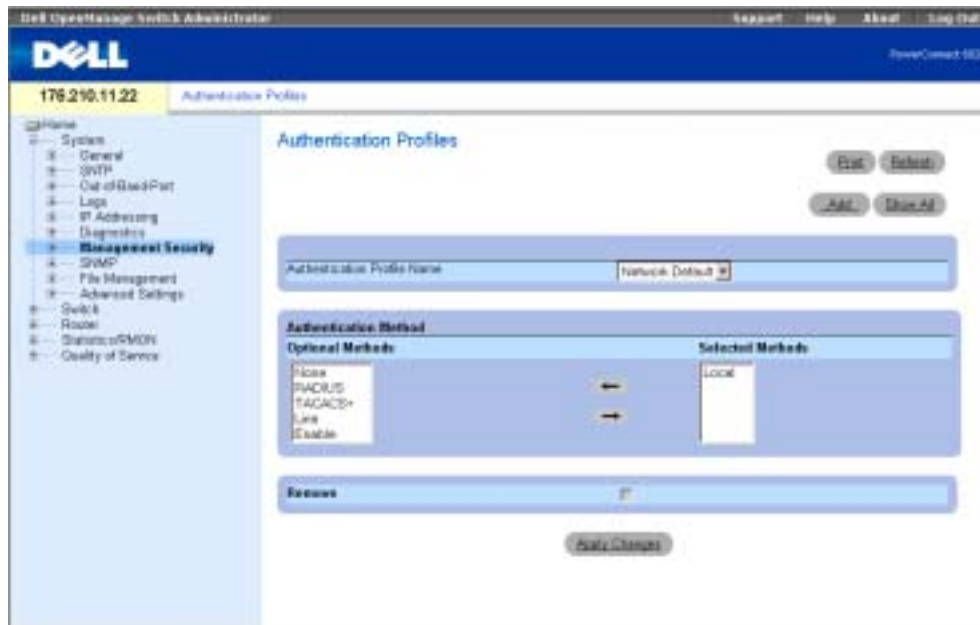 Dell OpenManage Switch Administrator
Support Help About Log Out
DELL
PowerConnect 602
176.210.11.22
Authentication Profiles
Home
System
General
SNTP
Out of Band Port
Logs
IP Addressing
Diagnostics
Management Security
SNMP
File Management
Advanced Settings
Switch
Router
Statistics/RMON
Quality of Service
Authentication Profiles
Print Refresh
Add Show All
Authentication Profile Name
Network Default
Authentication Method
Optional Methods
Selected Methods
None
RADIUS
TACACS+
Line
Enable
Local
Remove
Apply Changes